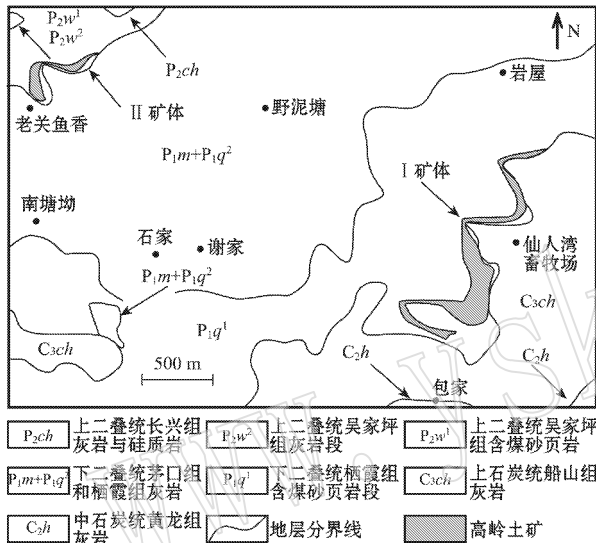 P₂w¹
P₂w²
N
P₂ch
岩屋
II 矿体
老关鱼香
野泥塘
P₁m+P₁q²
I 矿体
南塘坳
石家
谢家
仙人湾
畜牧场
P₁m+P₁q²
C₃ch
P₁q¹
C₃ch
C₂h
C₂h
500 m
包家
P₂ch 上二叠统长兴组灰岩与硅质岩
P₂w² 上二叠统吴家坪组灰岩段
P₂w¹ 上二叠统吴家坪组含煤砂页岩
P₁m+P₁q² 下二叠统茅口组和栖霞组灰岩
P₁q¹ 下二叠统栖霞组含煤砂页岩段
C₃ch 上石炭统船山组灰岩
C₂h 中石炭统黄龙组灰岩
地层分界线
高岭土矿